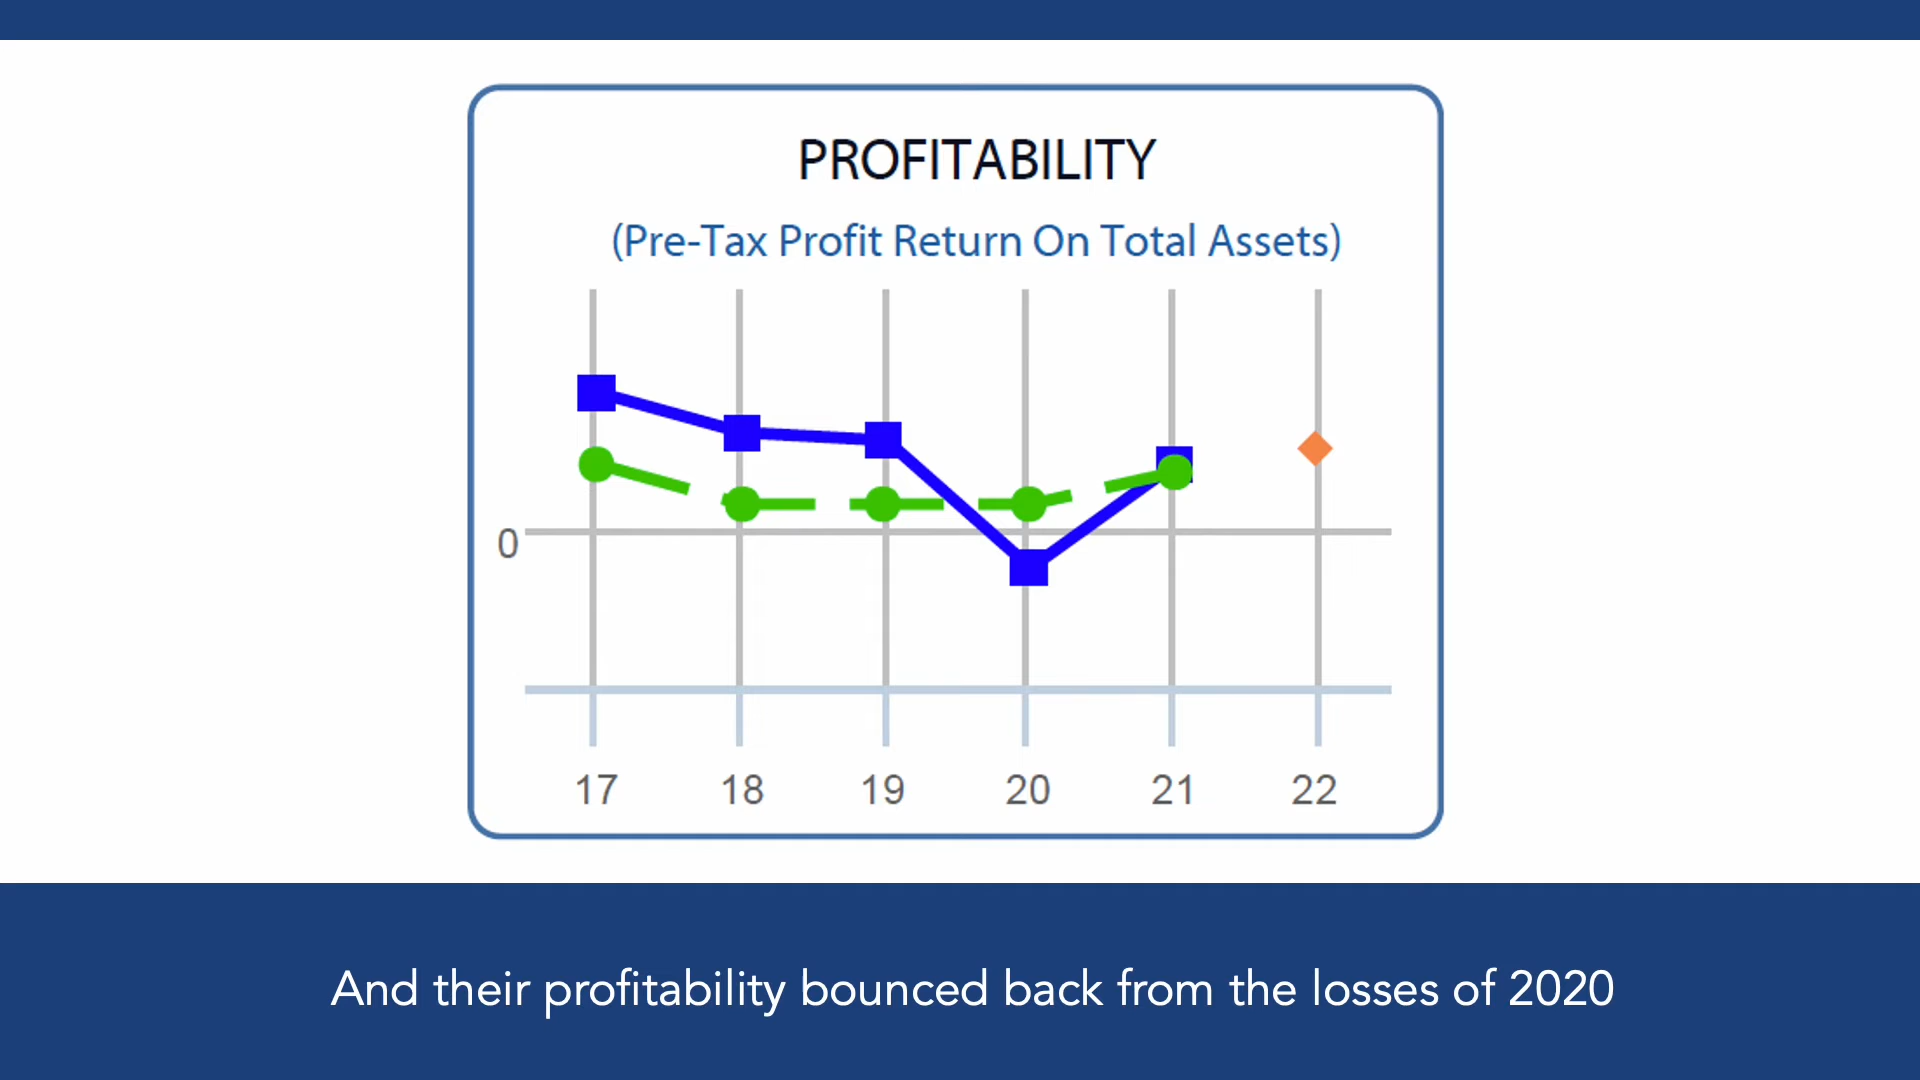 PROFITABILITY
(Pre-Tax Profit Return On Total Assets)
0
17 18 19 20 21 22
And their profitability bounced back from the losses of 2020